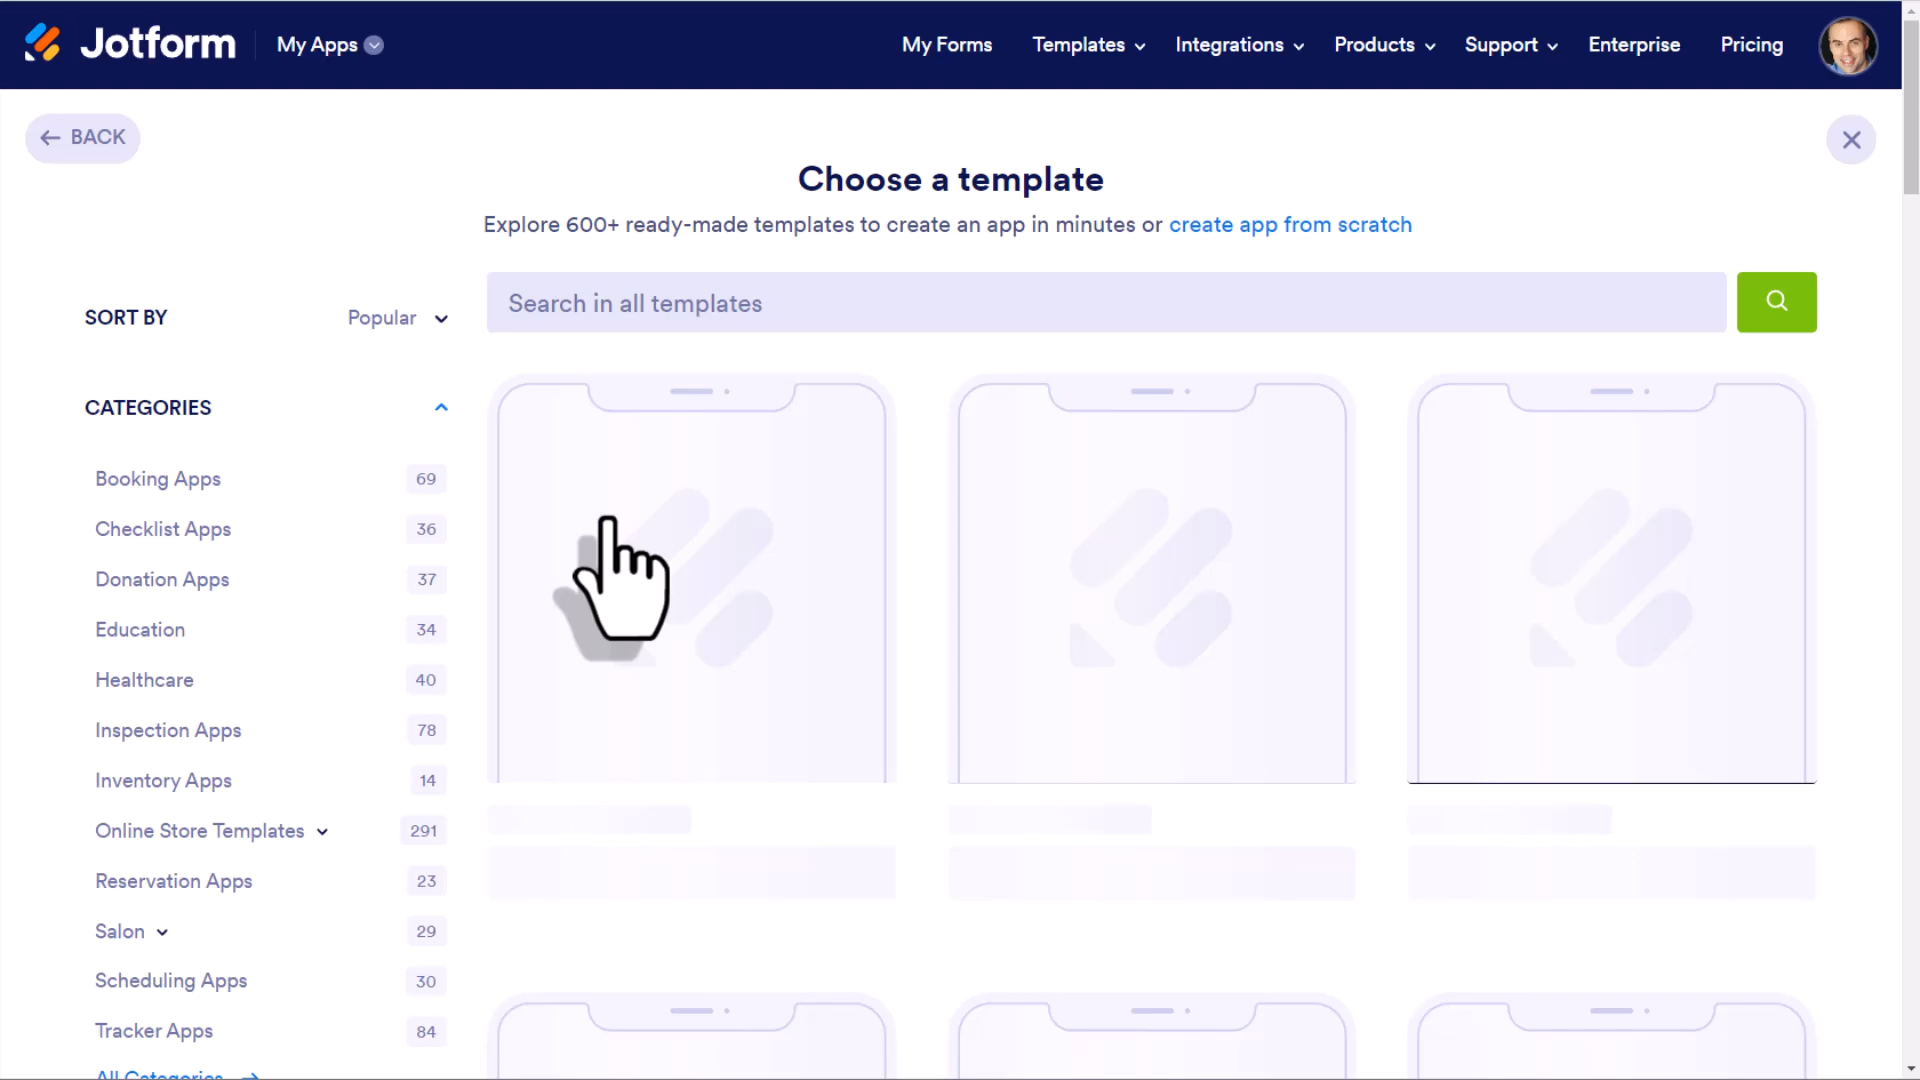 Jotform
My Apps
My Forms
Templates
Integrations
Products
Support
Enterprise
Pricing
BACK
Choose a template
Explore 600+ ready-made templates to create an app in minutes or create app from scratch
SORT BY
Popular
Search in all templates
CATEGORIES
Booking Apps 69
Checklist Apps 36
Donation Apps 37
Education 34
Healthcare 40
Inspection Apps 78
Inventory Apps 14
Online Store Templates 291
Reservation Apps 23
Salon 29
Scheduling Apps 30
Tracker Apps 84
All Categories